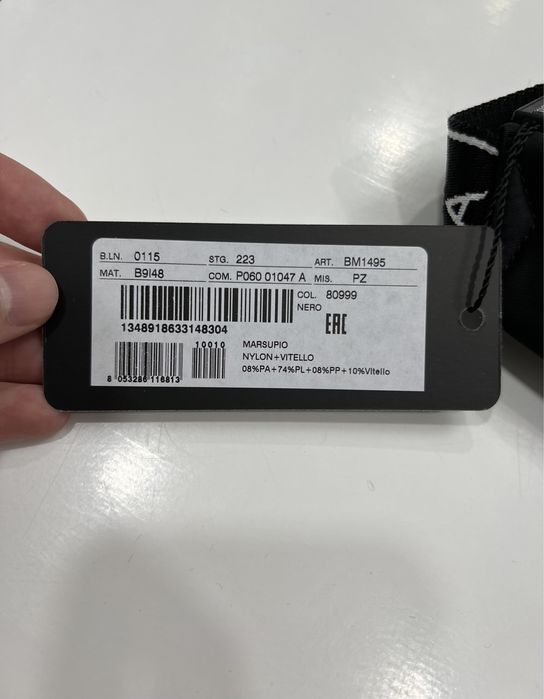 B.LN. 0115 STG. 223 ART. BM1495
MAT. B9I48 COM. P060 01047 A MIS. PZ
COL. 80999
NERO
EAC
1348918633148304
10010
MARSUPIO
NYLON+VITELLO
08%PA+74%PL+08%PP+10%Vitello
8 053286 116813
A